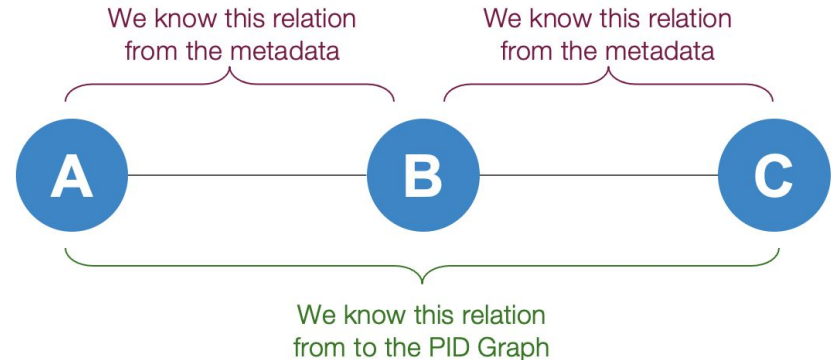 We know this relation
from the metadata
We know this relation
from the metadata
A
B
C
We know this relation
from to the PID Graph